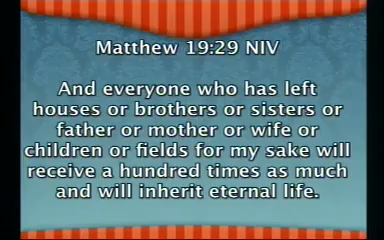 Matthew 19:29 NIV
And everyone who has left
houses or brothers or sisters or
father or mother or wife or
children or fields for my sake will
receive a hundred times as much
and will inherit eternal life.